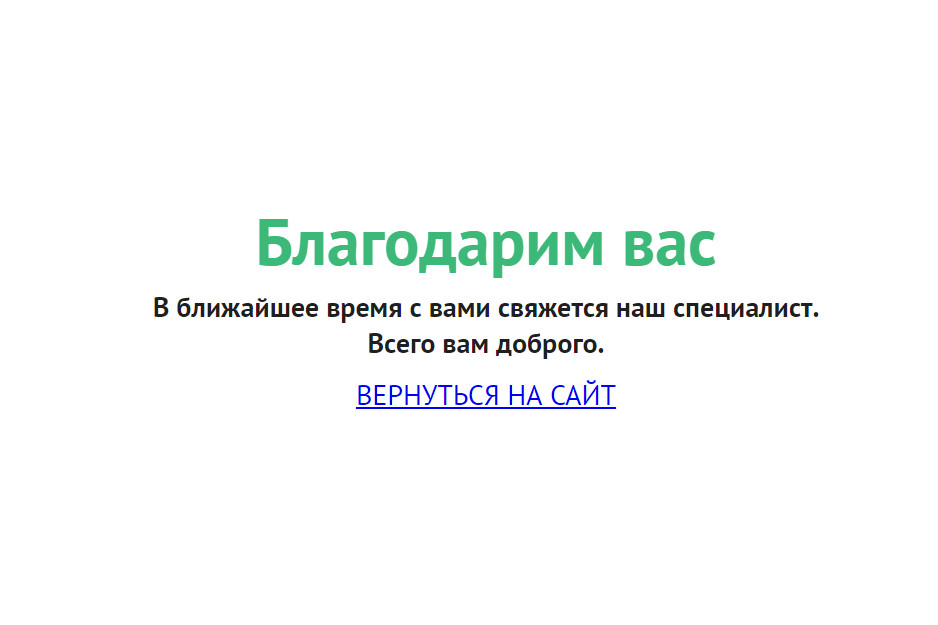 Благодарим вас
В ближайшее время с вами свяжется наш специалист.
Всего вам доброго.
ВЕРНУТЬСЯ НА САЙТ